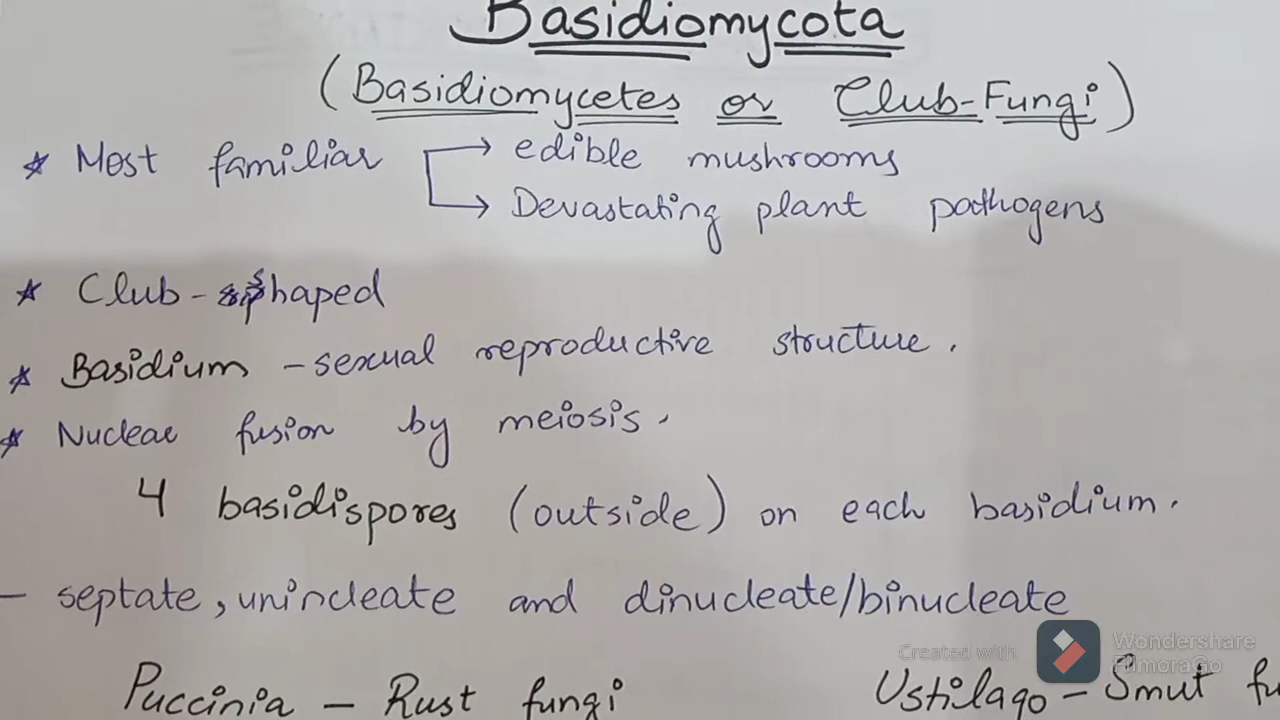 Basidiomycota
(Basidiomycetes or Club-Fungi)
* Most familiar → edible mushrooms
→ Devastating plant pathogens
* Club-shaped
* Basidium - sexual reproductive structure.
* Nuclear fusion by meiosis.
4 basidispores (outside) on each basidium.
- septate, unincleate and dinucleate/binucleate
Created with Wondershare FilmoraGo
Puccinia - Rust fungi Ustilago - Smut fu